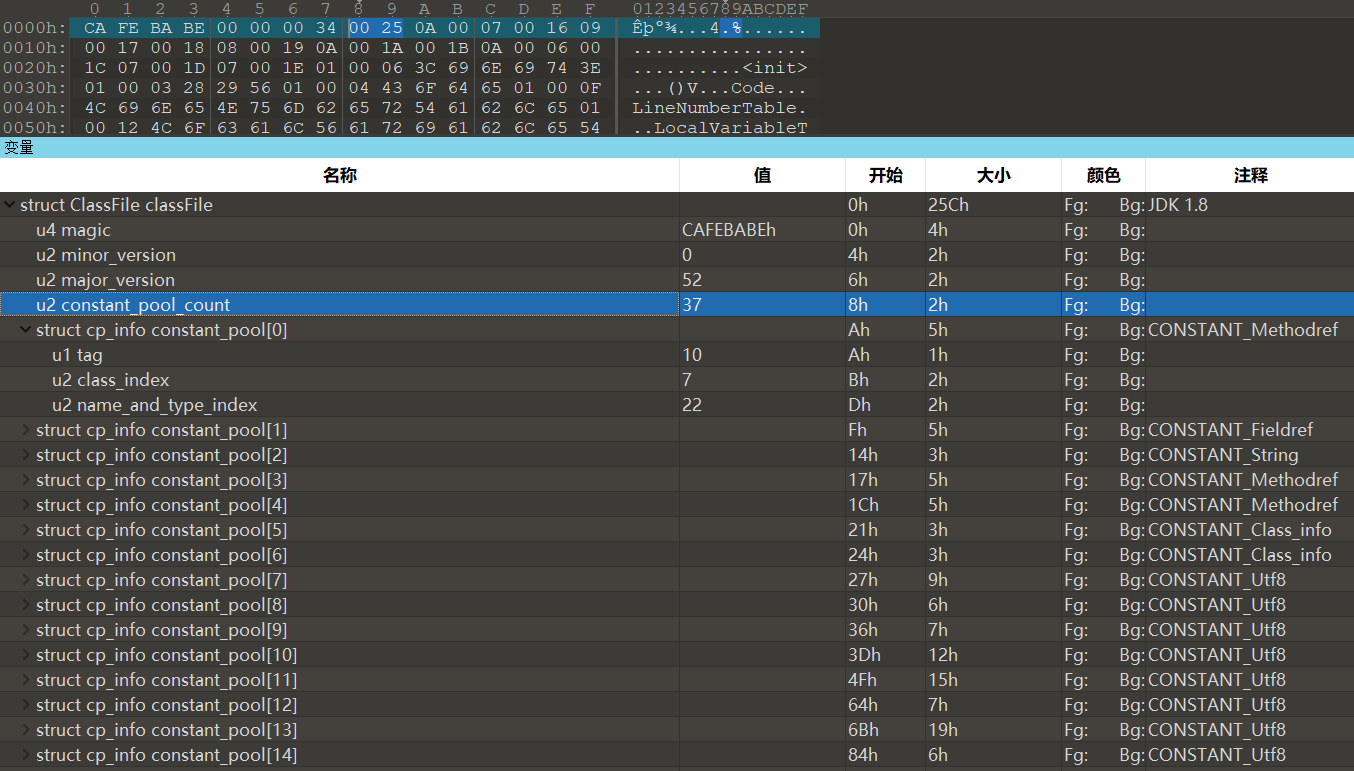 0 1 2 3 4 5 6 7 8 9 A B C D E F 0123456789ABCDEF
0000h: CA FE BA BE 00 00 00 34 00 25 0A 00 07 00 16 09 Êþº¾...4.%......
0010h: 00 17 00 18 08 00 19 0A 00 1A 00 1B 0A 00 06 00 ................
0020h: 1C 07 00 1D 07 00 1E 01 00 06 3C 69 6E 69 74 3E ..........<init>
0030h: 01 00 03 28 29 56 01 00 04 43 6F 64 65 01 00 0F ...()V...Code...
0040h: 4C 69 6E 65 4E 75 6D 62 65 72 54 61 62 6C 65 01 LineNumberTable.
0050h: 00 12 4C 6F 63 61 6C 56 61 72 69 61 62 6C 65 54 ..LocalVariableT
变量
名称 值 开始 大小 颜色 注释
struct ClassFile classFile 0h 25Ch Fg: Bg: JDK 1.8
u4 magic CAFEBABEh 0h 4h Fg: Bg:
u2 minor_version 0 4h 2h Fg: Bg:
u2 major_version 52 6h 2h Fg: Bg:
u2 constant_pool_count 37 8h 2h Fg: Bg:
struct cp_info constant_pool[0] Ah 5h Fg: Bg: CONSTANT_Methodref
u1 tag 10 Ah 1h Fg: Bg:
u2 class_index 7 Bh 2h Fg: Bg:
u2 name_and_type_index 22 Dh 2h Fg: Bg:
struct cp_info constant_pool[1] Fh 5h Fg: Bg: CONSTANT_Fieldref
struct cp_info constant_pool[2] 14h 3h Fg: Bg: CONSTANT_String
struct cp_info constant_pool[3] 17h 5h Fg: Bg: CONSTANT_Methodref
struct cp_info constant_pool[4] 1Ch 5h Fg: Bg: CONSTANT_Methodref
struct cp_info constant_pool[5] 21h 3h Fg: Bg: CONSTANT_Class_info
struct cp_info constant_pool[6] 24h 3h Fg: Bg: CONSTANT_Class_info
struct cp_info constant_pool[7] 27h 9h Fg: Bg: CONSTANT_Utf8
struct cp_info constant_pool[8] 30h 6h Fg: Bg: CONSTANT_Utf8
struct cp_info constant_pool[9] 36h 7h Fg: Bg: CONSTANT_Utf8
struct cp_info constant_pool[10] 3Dh 12h Fg: Bg: CONSTANT_Utf8
struct cp_info constant_pool[11] 4Fh 15h Fg: Bg: CONSTANT_Utf8
struct cp_info constant_pool[12] 64h 7h Fg: Bg: CONSTANT_Utf8
struct cp_info constant_pool[13] 6Bh 19h Fg: Bg: CONSTANT_Utf8
struct cp_info constant_pool[14] 84h 6h Fg: Bg: CONSTANT_Utf8